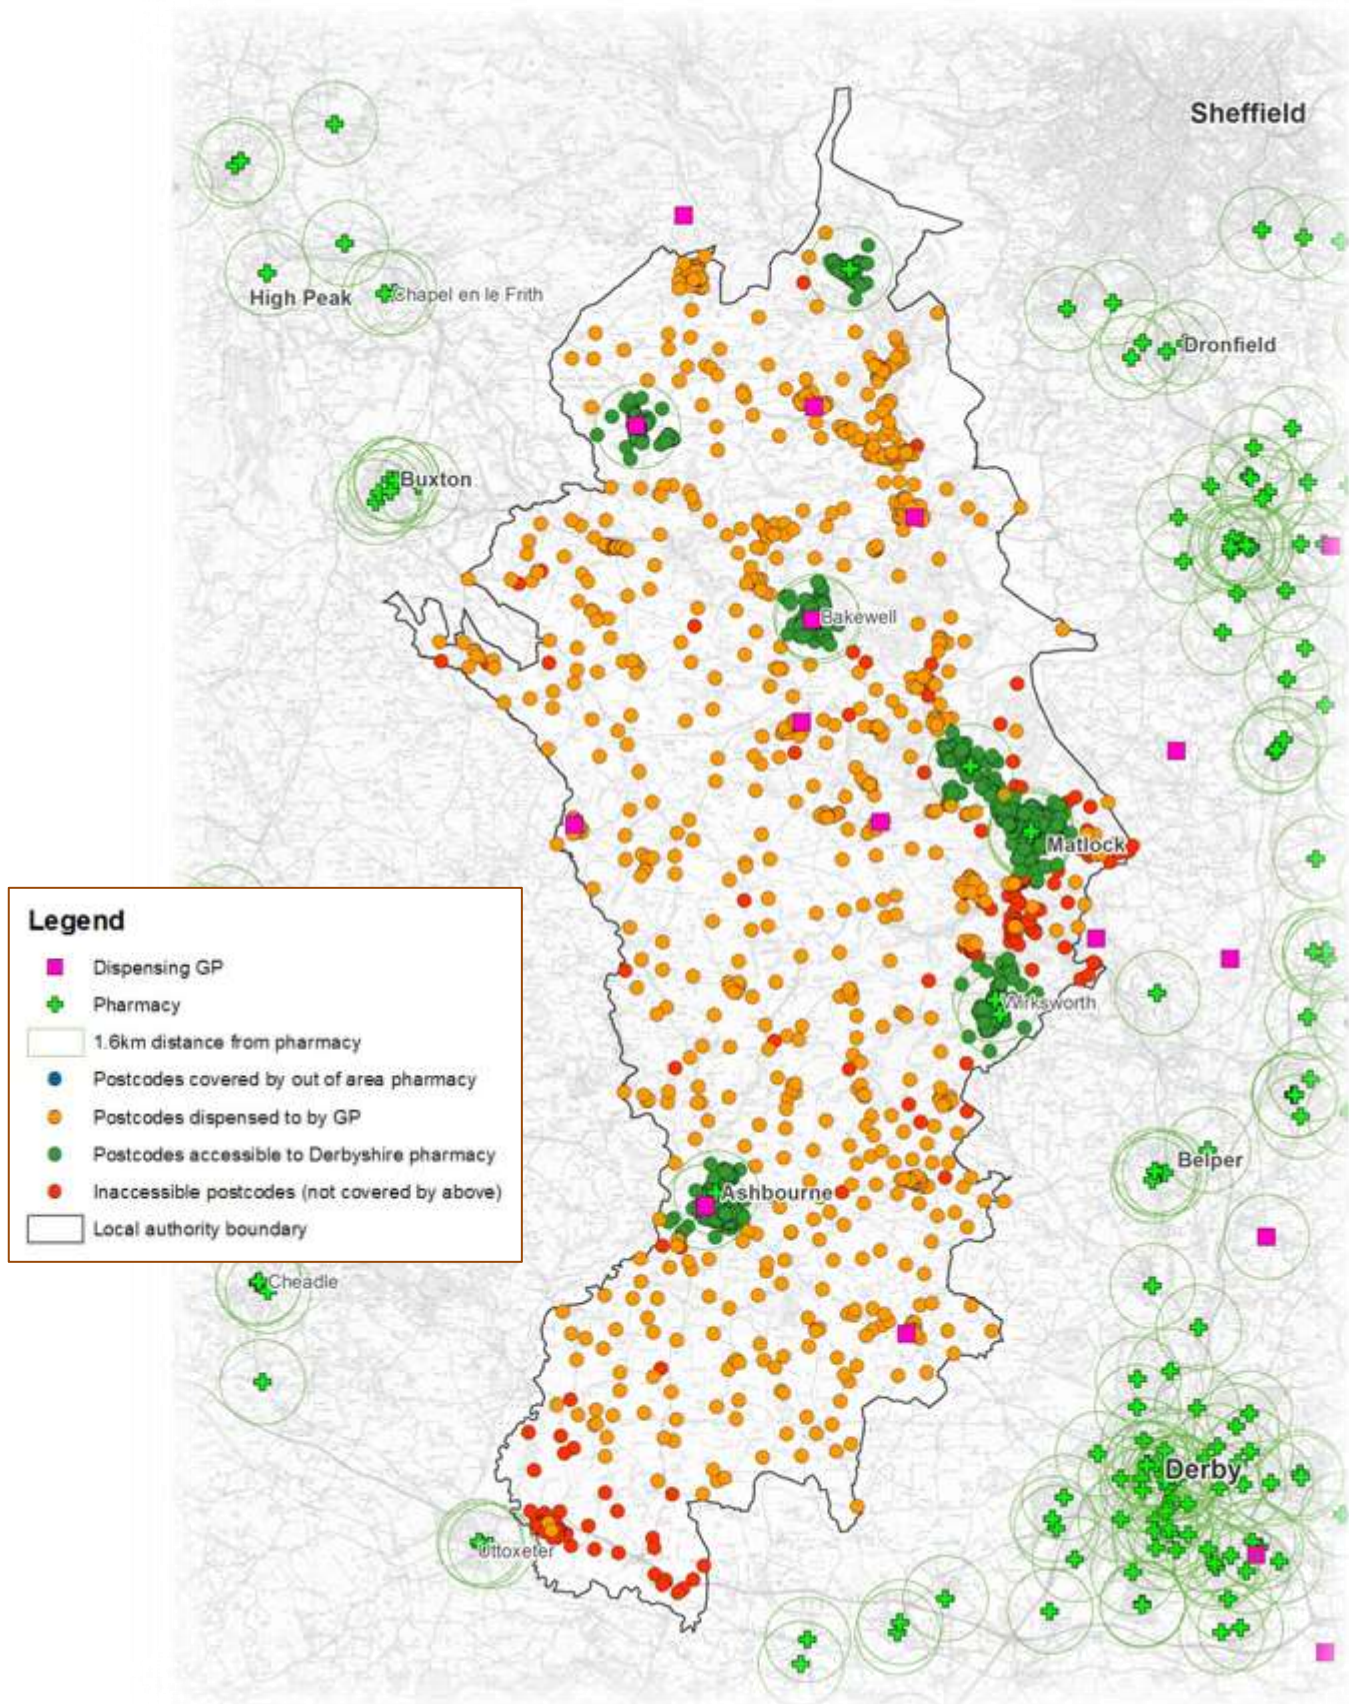 Sheffield
High Peak
Chapel en le Frith
Dronfield
Buxton
Bakewell
Matlock
Legend
Dispensing GP
Pharmacy
Wirksworth
1.6km distance from pharmacy
Postcodes covered by out of area pharmacy
Postcodes dispensed to by GP
Postcodes accessible to Derbyshire pharmacy
Belper
Inaccessible postcodes (not covered by above)
Ashbourne
Local authority boundary
Cheadle
Derby
Uttoxeter